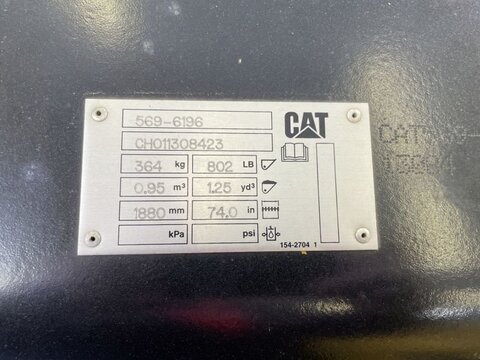 569-6196
CAT
CH011308423
364 kg 802 LB
0.95 m³ 1.25 yd³
1880 mm 74.0 in
kPa psi
154-2704 1
CAT